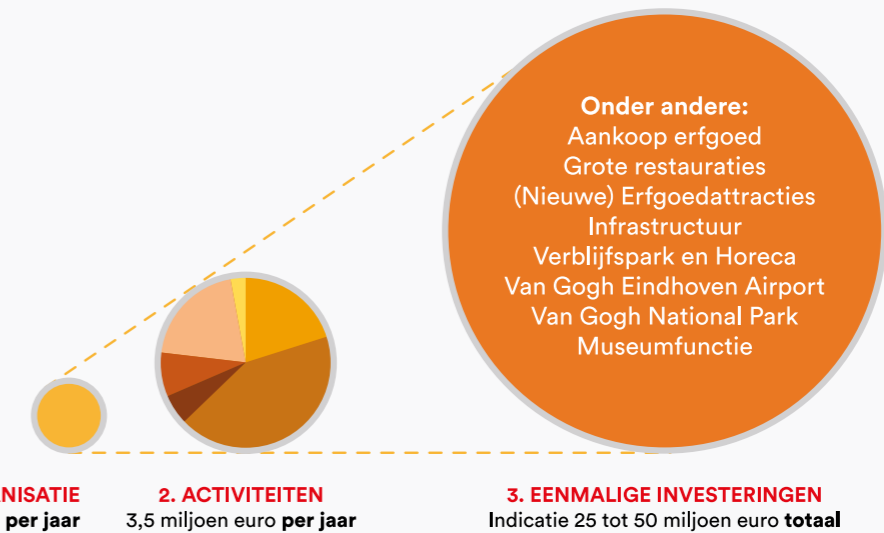 Onder andere:
Aankoop erfgoed
Grote restauraties
(Nieuwe) Erfgoedattracties
Infrastructuur
Verblijfspark en Horeca
Van Gogh Eindhoven Airport
Van Gogh National Park
Museumfunctie
NISATIE
per jaar
2. ACTIVITEITEN
3,5 miljoen euro per jaar
3. EENMALIGE INVESTERINGEN
Indicatie 25 tot 50 miljoen euro totaal